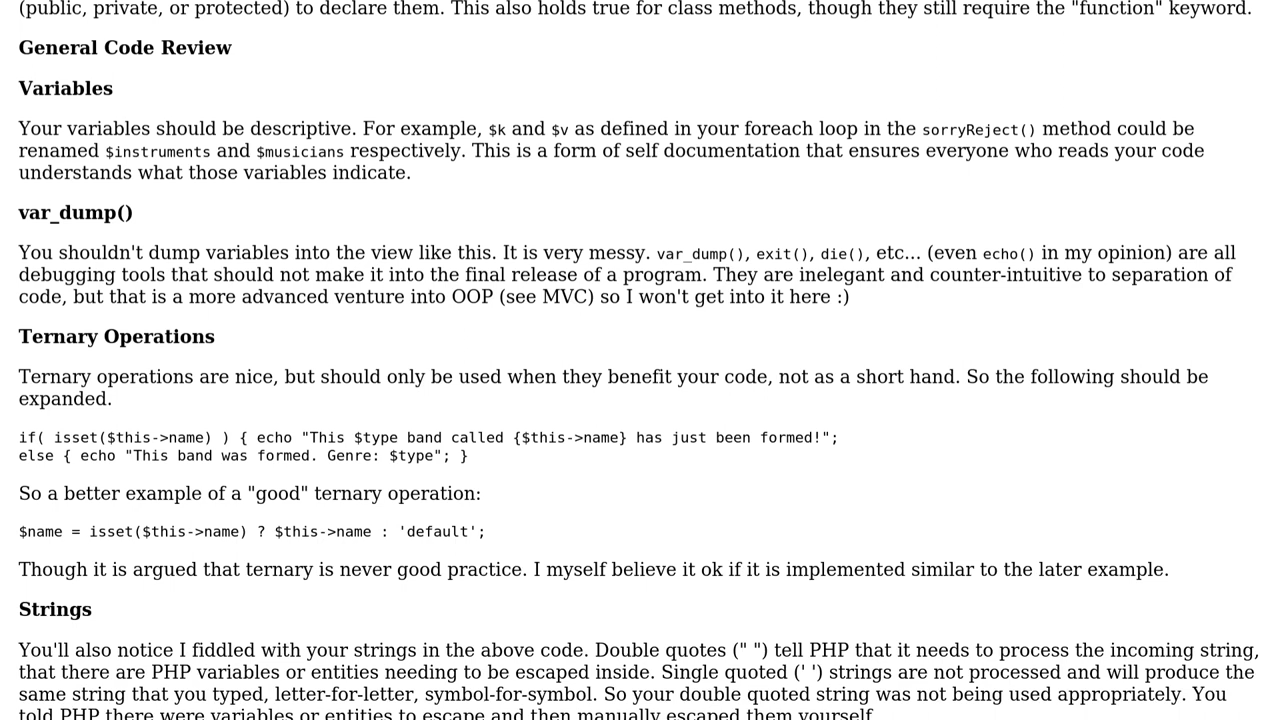 (public, private, or protected) to declare them. This also holds true for class methods, though they still require the "function" keyword.
General Code Review
Variables
Your variables should be descriptive. For example, $k and $v as defined in your foreach loop in the sorryReject() method could be
renamed $instruments and $musicians respectively. This is a form of self documentation that ensures everyone who reads your code
understands what those variables indicate.
var_dump()
You shouldn't dump variables into the view like this. It is very messy. var_dump(), exit(), die(), etc... (even echo() in my opinion) are all
debugging tools that should not make it into the final release of a program. They are inelegant and counter-intuitive to separation of
code, but that is a more advanced venture into OOP (see MVC) so I won't get into it here :)
Ternary Operations
Ternary operations are nice, but should only be used when they benefit your code, not as a short hand. So the following should be
expanded.
if( isset($this->name) ) { echo "This $type band called {$this->name} has just been formed!";
else { echo "This band was formed. Genre: $type"; }
So a better example of a "good" ternary operation:
$name = isset($this->name) ? $this->name : 'default';
Though it is argued that ternary is never good practice. I myself believe it ok if it is implemented similar to the later example.
Strings
You'll also notice I fiddled with your strings in the above code. Double quotes (" ") tell PHP that it needs to process the incoming string,
that there are PHP variables or entities needing to be escaped inside. Single quoted (' ') strings are not processed and will produce the
same string that you typed, letter-for-letter, symbol-for-symbol. So your double quoted string was not being used appropriately. You
told PHP there were variables or entities to escape and then manually escaped them yourself.